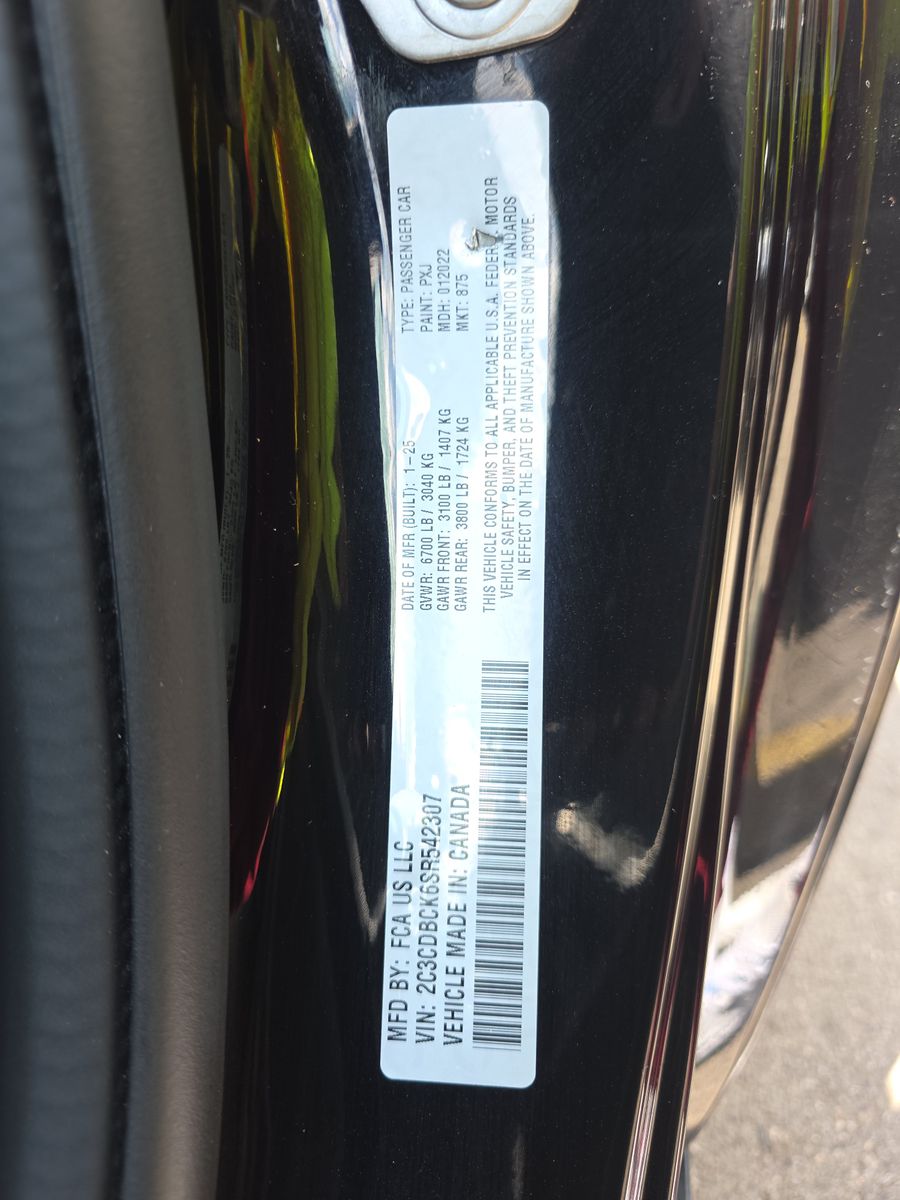 MFD BY: FCA US LLC
VIN: 2C3CDBCK6SR542307
VEHICLE MADE IN: CANADA
DATE OF MFR (BUILT): 1-25
GVWR: 6700 LB / 3040 KG
GAWR FRONT: 3100 LB / 1407 KG
GAWR REAR: 3800 LB / 1724 KG
TYPE: PASSENGER CAR
PAINT: PXJ
MDH: 012022
MKT: 875
THIS VEHICLE CONFORMS TO ALL APPLICABLE U.S.A. FEDERAL MOTOR
VEHICLE SAFETY, BUMPER, AND THEFT PREVENTION STANDARDS
IN EFFECT ON THE DATE OF MANUFACTURE SHOWN ABOVE.